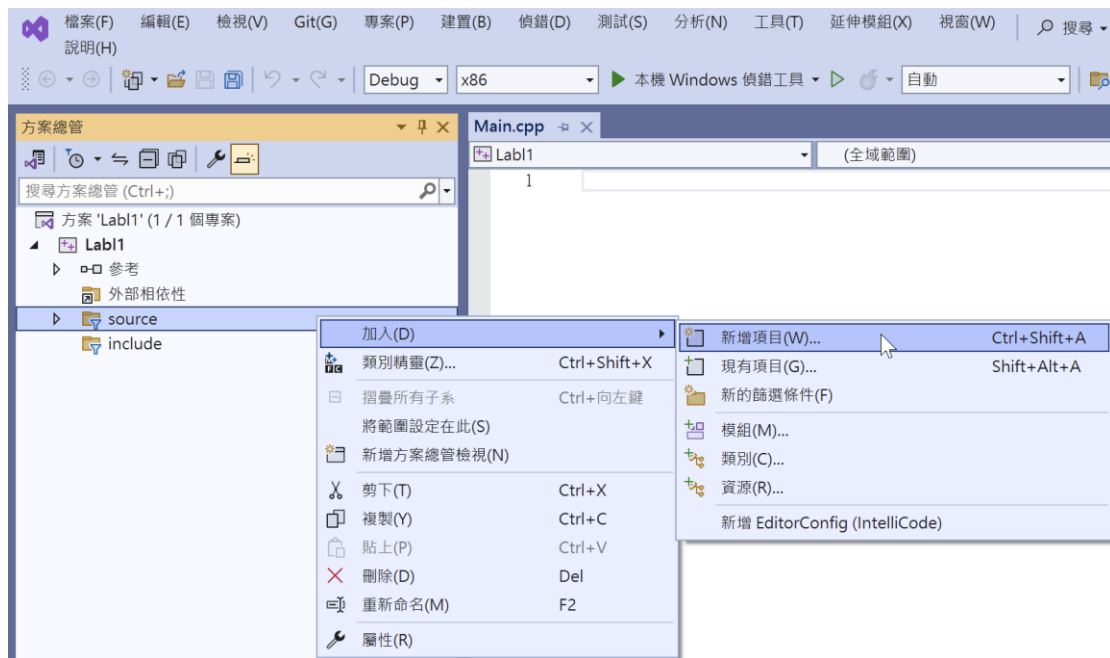 檔案(F) 編輯(E) 檢視(V) Git(G) 專案(P) 建置(B) 偵錯(D) 測試(S) 分析(N) 工具(T) 延伸模組(X) 視窗(W) 搜尋
說明(H)
Debug x86 本機 Windows 偵錯工具 自動
方案總管
Main.cpp
Labl1 (全域範圍)
搜尋方案總管 (Ctrl+;)
1
方案 'Labl1' (1 / 1 個專案)
Labl1
參考
外部相依性
source
include
加入(D)
類別精靈(Z)... Ctrl+Shift+X
摺疊所有子系 Ctrl+向左鍵
將範圍設定在此(S)
新增方案總管檢視(N)
剪下(T) Ctrl+X
複製(Y) Ctrl+C
貼上(P) Ctrl+V
刪除(D) Del
重新命名(M) F2
屬性(R)
新增項目(W)... Ctrl+Shift+A
現有項目(G)... Shift+Alt+A
新的篩選條件(F)
模組(M)...
類別(C)...
資源(R)...
新增 EditorConfig (IntelliCode)